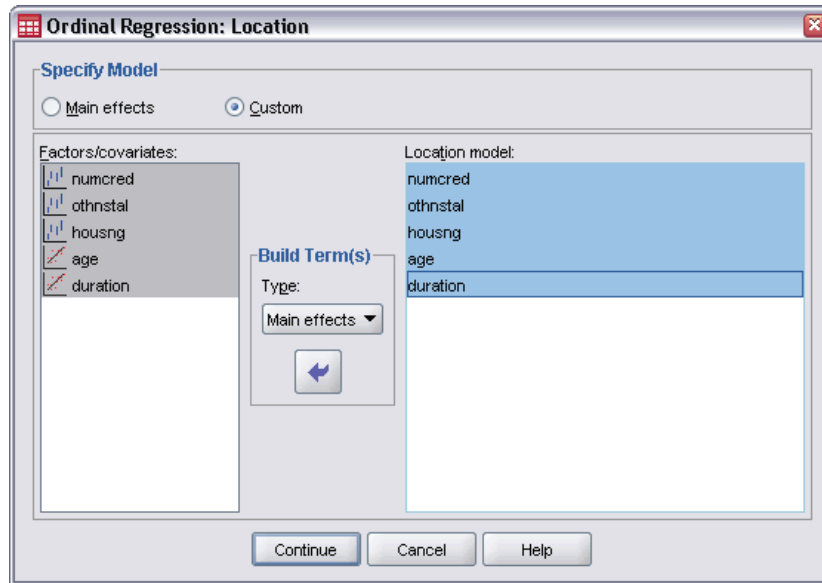 Ordinal Regression: Location
Specify Model
Main effects
Custom
Factors/covariates:
numcred
othnstal
housng
age
duration
Build Term(s)
Type:
Main effects
Location model:
numcred
othnstal
housng
age
duration
Continue
Cancel
Help